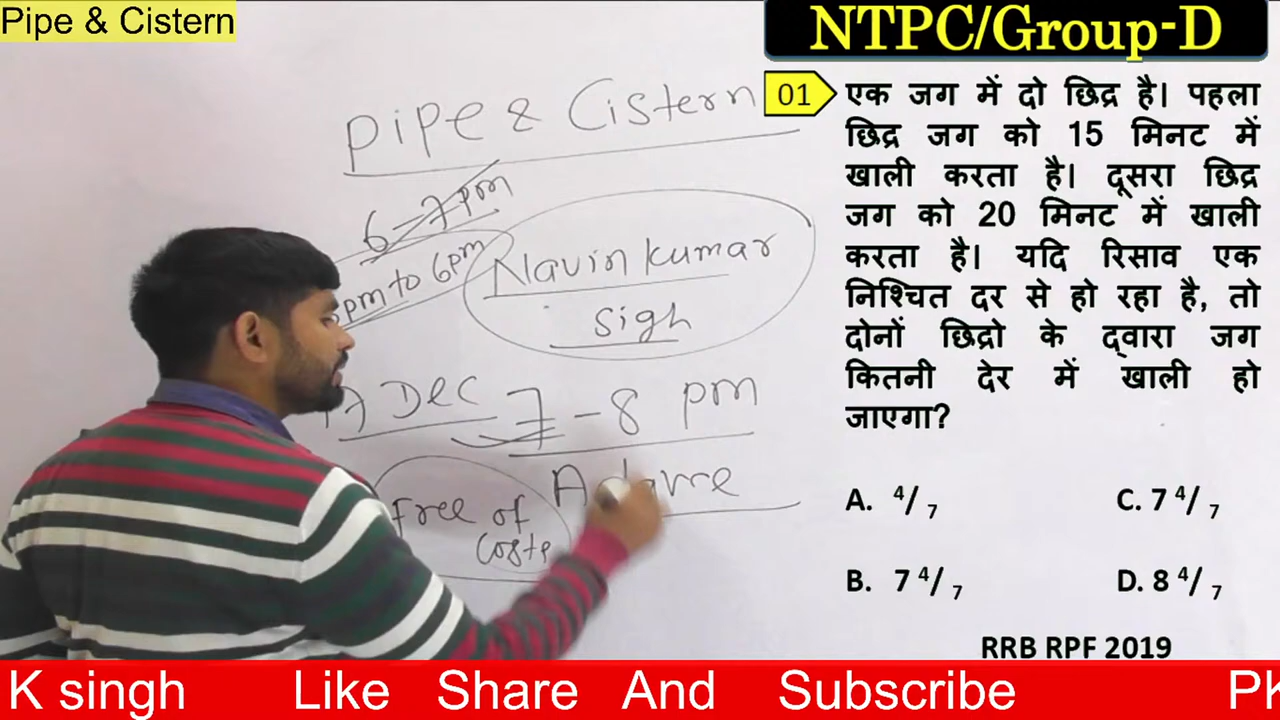 Pipe & Cistern
NTPC/Group-D
Pipe & Cistern
6-7 pm
pm to 6pm
Navin kumar
sigh
17 Dec 7-8 pm
Free of
Coste
01
एक जग में दो छिद्र है। पहला
छिद्र जग को 15 मिनट में
खाली करता है। दूसरा छिद्र
जग को 20 मिनट में खाली
करता है। यदि रिसाव एक
निश्चित दर से हो रहा है, तो
दोनों छिद्रो के द्वारा जग
कितनी देर में खाली हो
जाएगा?
A. 4/7
C. 7 4/7
B. 7 4/7
D. 8 4/7
RRB RPF 2019
K singh Like Share And Subscribe PK